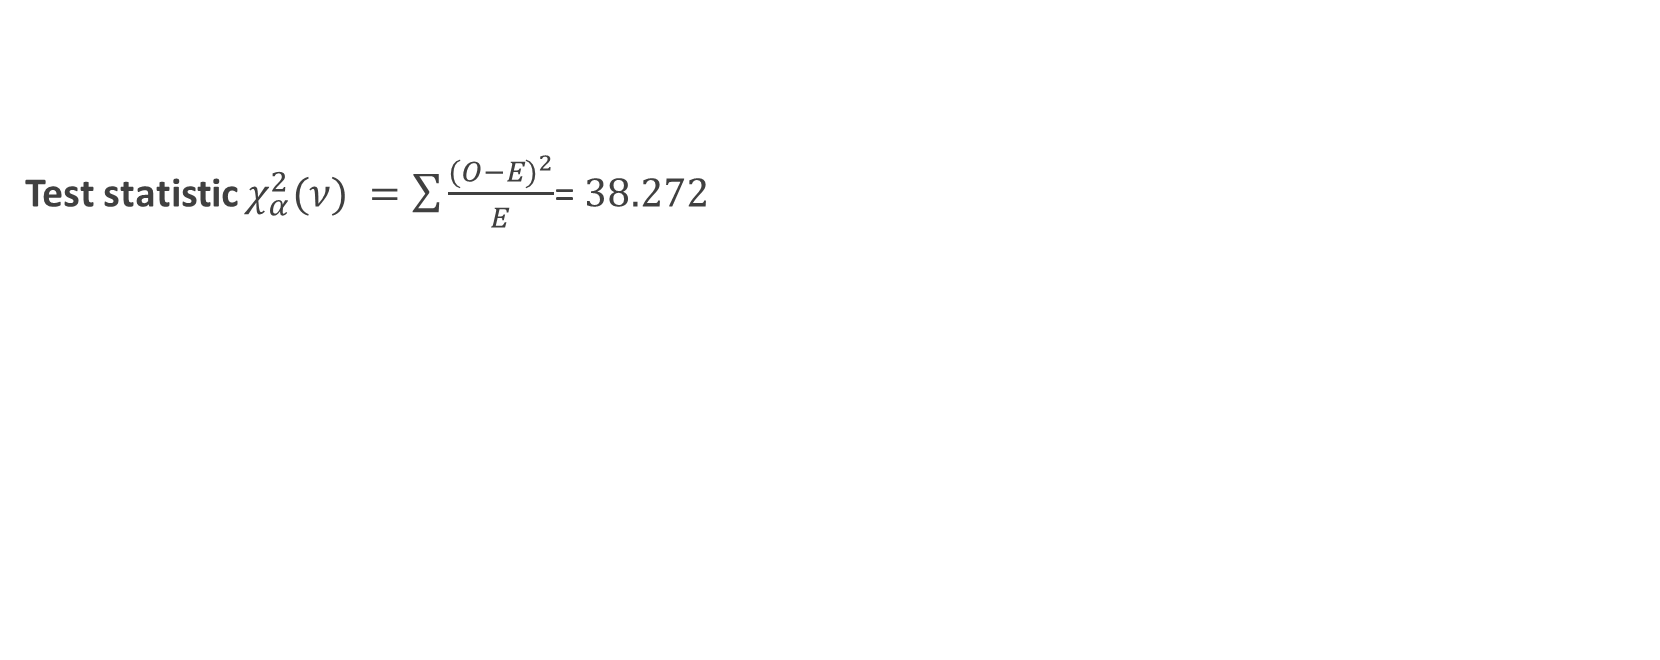 Test statistic χ²_α(ν) = ∑ (O−E)²/E = 38.272